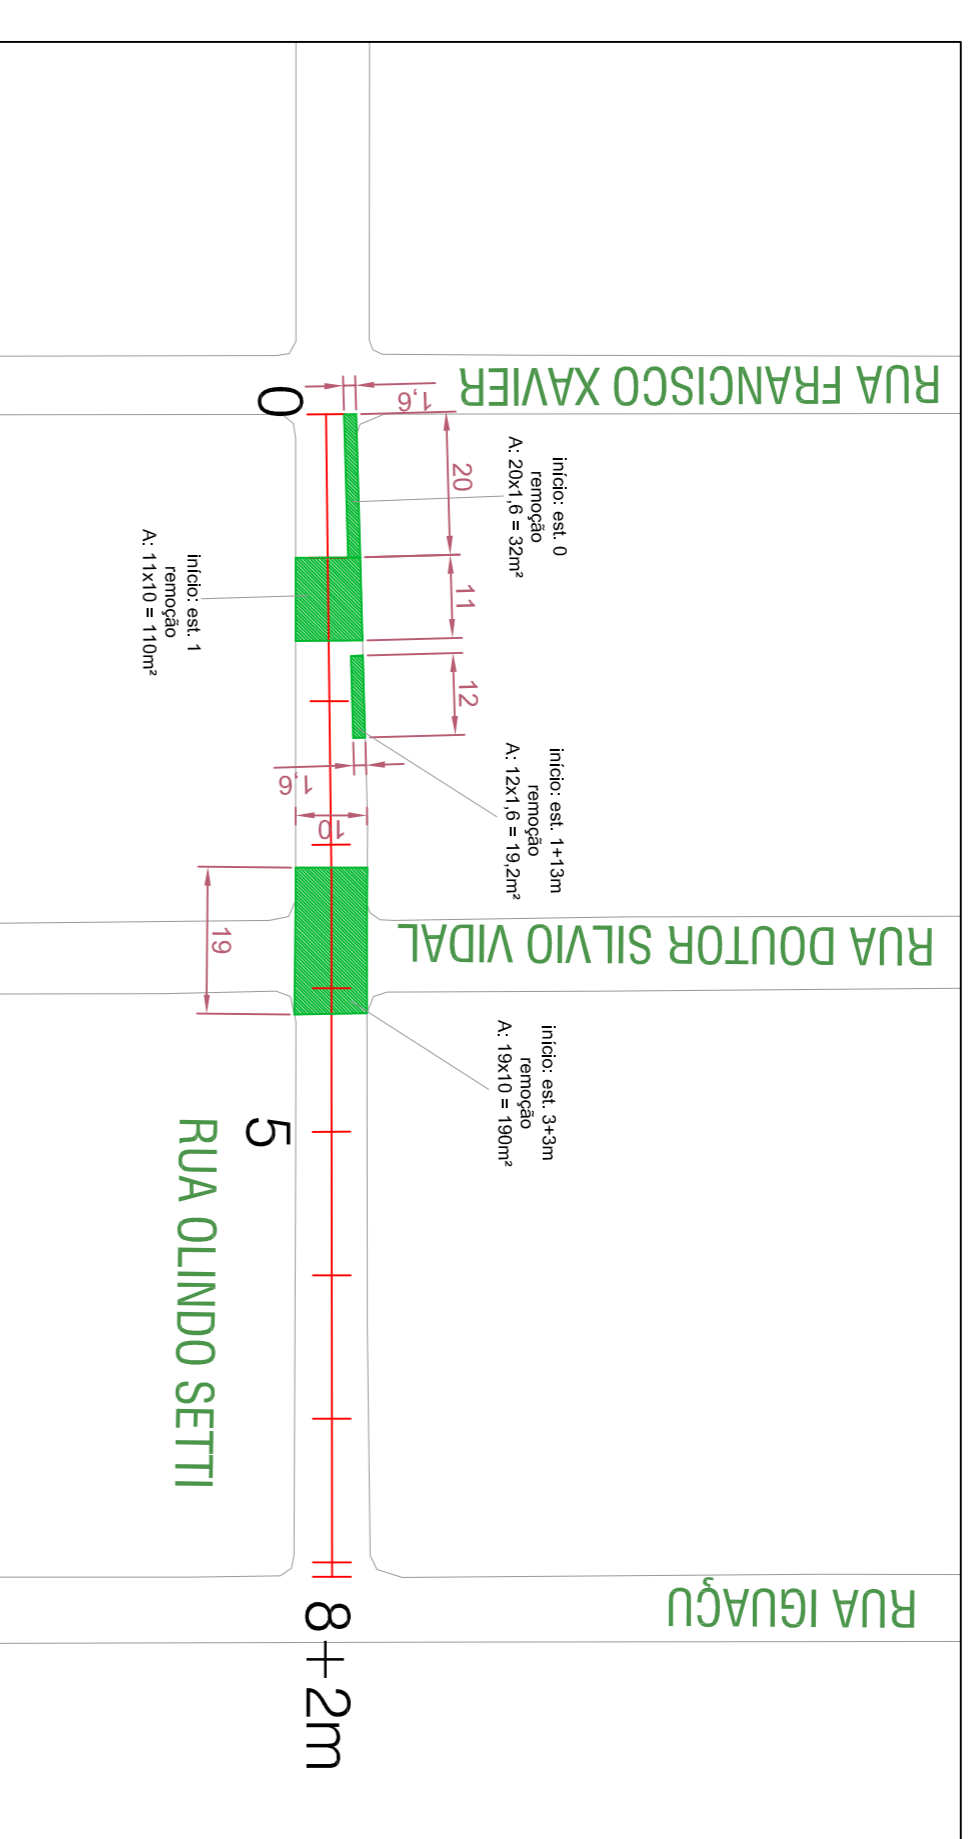 RUA FRANCISCO XAVIER
0
1,6
20
início: est. 0
remoção
A: 20x1,6 = 32m²
11
início: est. 1
remoção
A: 11x10 = 110m²
12
1,6
início: est. 1+13m
remoção
A: 12x1,6 = 19,2m²
10
19
RUA DOUTOR SILVIO VIDAL
início: est. 3+3m
remoção
A: 19x10 = 190m²
5
RUA OLINDO SETTI
RUA IGUAÇU
8+2m